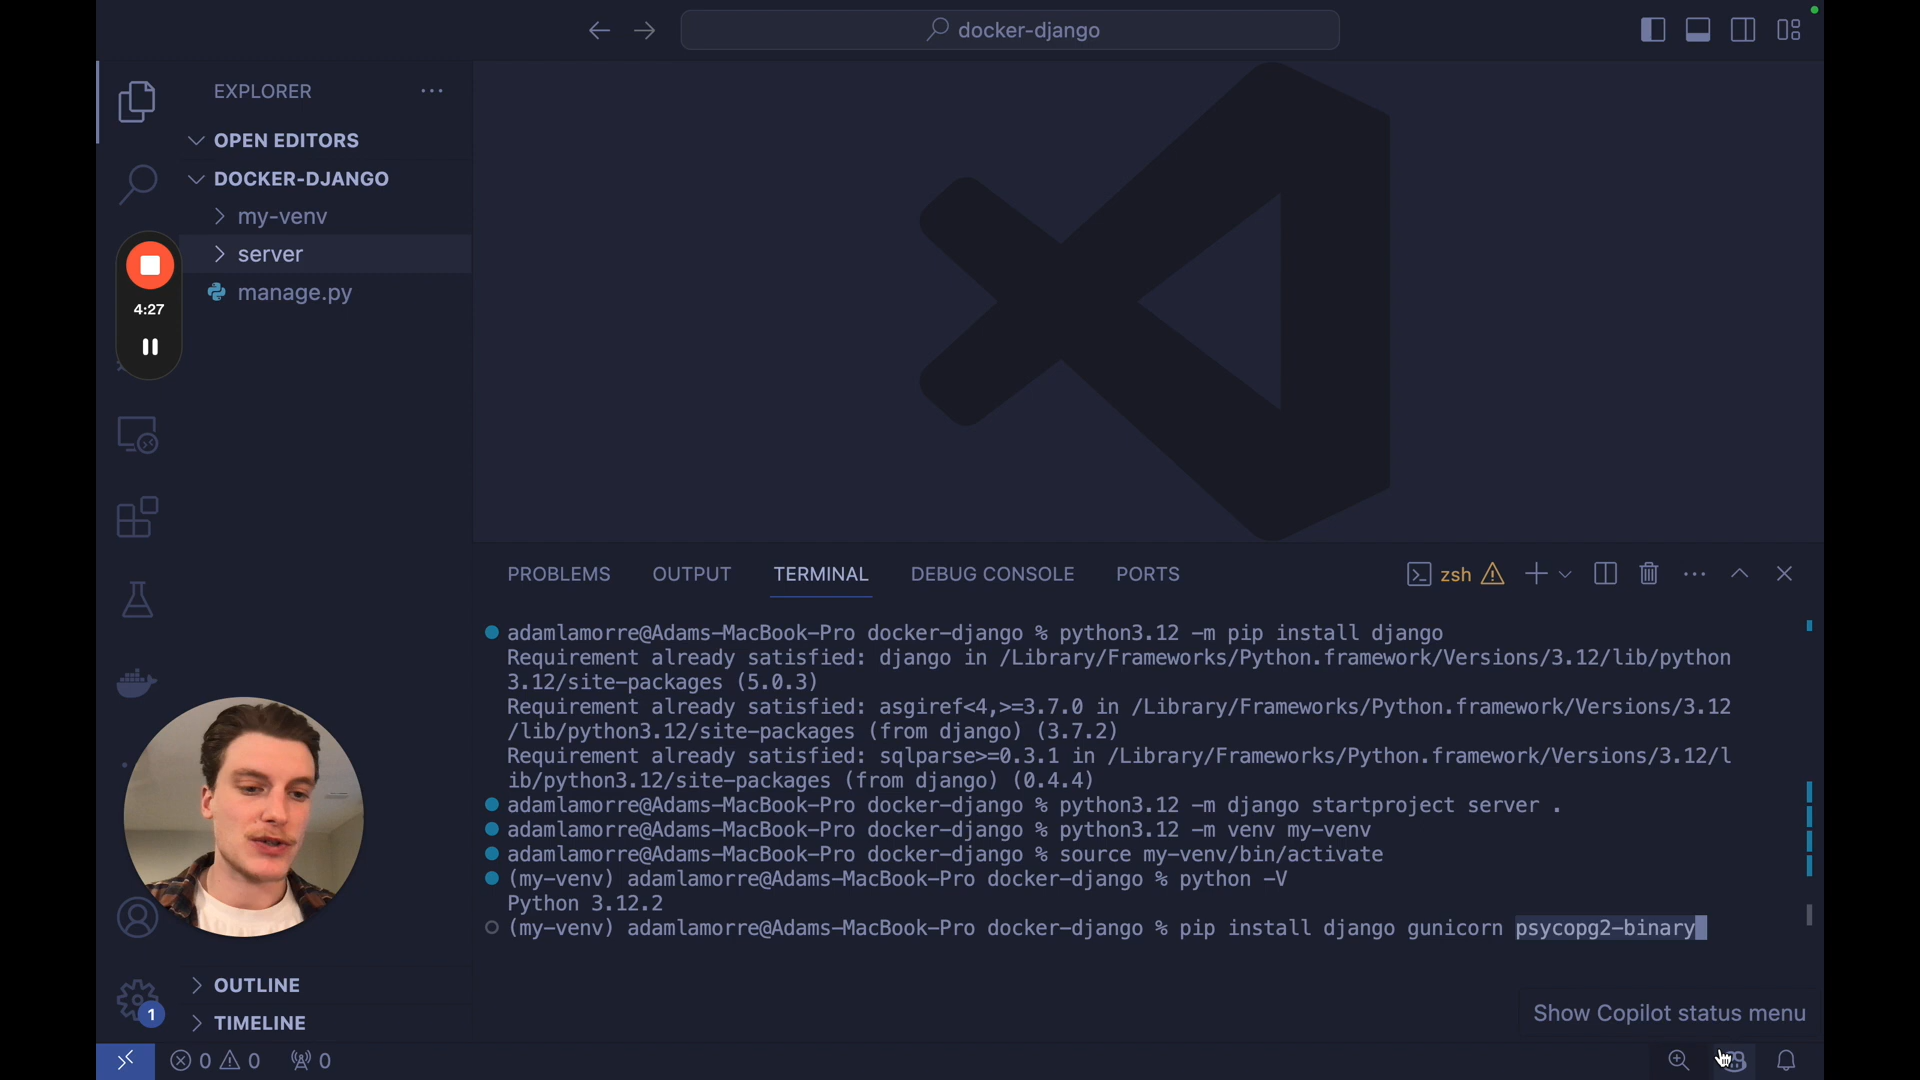 docker-django
EXPLORER
OPEN EDITORS
DOCKER-DJANGO
my-venv
server
manage.py
4:27
PROBLEMS OUTPUT TERMINAL DEBUG CONSOLE PORTS
zsh
adamlamorre@Adams-MacBook-Pro docker-django % python3.12 -m pip install django
Requirement already satisfied: django in /Library/Frameworks/Python.framework/Versions/3.12/lib/python
3.12/site-packages (5.0.3)
Requirement already satisfied: asgiref<4,>=3.7.0 in /Library/Frameworks/Python.framework/Versions/3.12
/lib/python3.12/site-packages (from django) (3.7.2)
Requirement already satisfied: sqlparse>=0.3.1 in /Library/Frameworks/Python.framework/Versions/3.12/l
ib/python3.12/site-packages (from django) (0.4.4)
adamlamorre@Adams-MacBook-Pro docker-django % python3.12 -m django startproject server .
adamlamorre@Adams-MacBook-Pro docker-django % python3.12 -m venv my-venv
adamlamorre@Adams-MacBook-Pro docker-django % source my-venv/bin/activate
(my-venv) adamlamorre@Adams-MacBook-Pro docker-django % python -V
Python 3.12.2
(my-venv) adamlamorre@Adams-MacBook-Pro docker-django % pip install django gunicorn psycopg2-binary
OUTLINE
TIMELINE
1
Show Copilot status menu
0 0 0